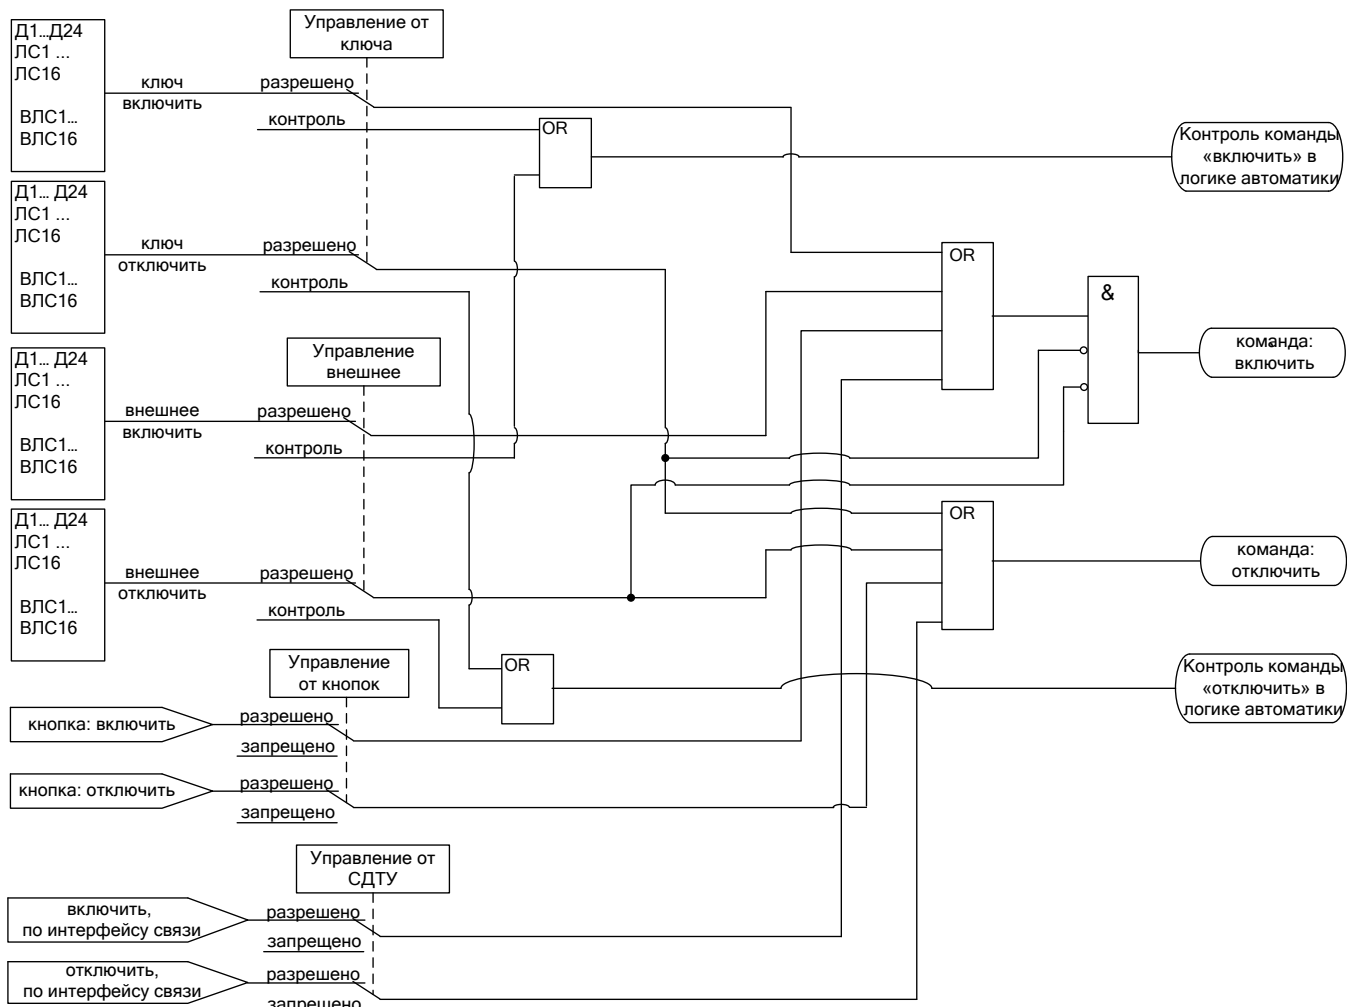 Д1...Д24
ЛС1 ...
ЛС16
ВЛС1...
ВЛС16
ключ
включить
Управление от
ключа
разрешено
контроль
OR
Контроль команды
«включить» в
логике автоматики
Д1... Д24
ЛС1 ...
ЛС16
ВЛС1...
ВЛС16
ключ
отключить
разрешено
контроль
OR
&
команда:
включить
Д1... Д24
ЛС1 ...
ЛС16
ВЛС1...
ВЛС16
внешнее
включить
Управление
внешнее
разрешено
контроль
Д1... Д24
ЛС1 ...
ЛС16
ВЛС1...
ВЛС16
внешнее
отключить
разрешено
контроль
OR
команда:
отключить
OR
Контроль команды
«отключить» в
логике автоматики
Управление
от кнопок
кнопка: включить
разрешено
запрещено
кнопка: отключить
разрешено
запрещено
Управление от
СДТУ
включить,
по интерфейсу связи
разрешено
запрещено
отключить,
по интерфейсу связи
разрешено
запрещено